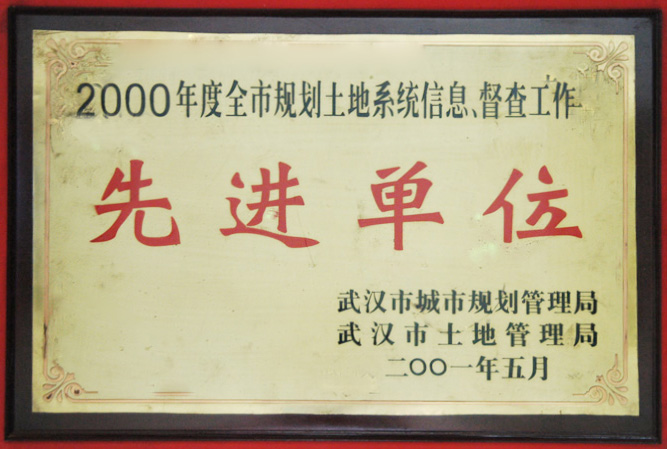 2000年度全市规划土地系统信息、督查工作
先进单位
武汉市城市规划管理局
武汉市土地管理局
二〇〇一年五月